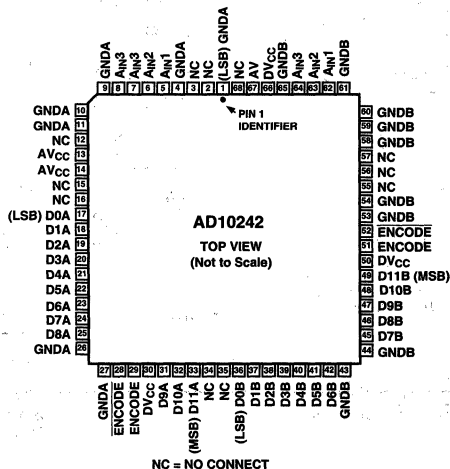 GNDA
AIN3
AIN3
AIN2
AIN1
GNDA
NC
NC
(LSB) GNDA
NC
AV
DVCC
GNDB
AIN3
AIN2
AIN1
GNDB
9 8 7 6 5 4 3 2 1 68 67 66 65 64 63 62 61
PIN 1
IDENTIFIER
GNDA 10
GNDA 11
NC 12
AVCC 13
AVCC 14
NC 15
NC 16
(LSB) D0A 17
D1A 18
D2A 19
D3A 20
D4A 21
D5A 22
D6A 23
D7A 24
D8A 25
GNDA 26
AD10242
TOP VIEW
(Not to Scale)
60 GNDB
59 GNDB
58 GNDB
57 NC
56 NC
55 NC
54 GNDB
53 GNDB
52 ENCODE
51 ENCODE
50 DVCC
49 D11B (MSB)
48 D10B
47 D9B
46 D8B
45 D7B
44 GNDB
27 28 29 30 31 32 33 34 35 36 37 38 39 40 41 42 43
GNDA
ENCODE
ENCODE
DVCC
D9A
D10A
(MSB) D11A
NC
NC
(LSB) D0B
D1B
D2B
D3B
D4B
D5B
D6B
GNDB
NC = NO CONNECT